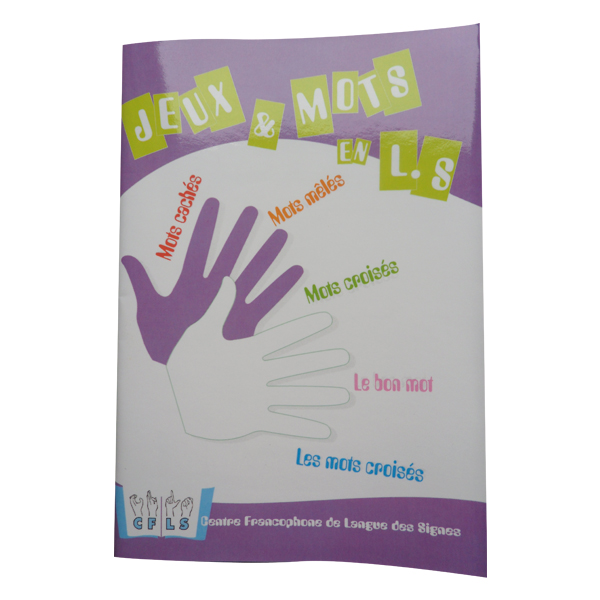 JEUX & MOTS
EN L.S
Mots cachés
Mots mêlés
Mots croisés
Le bon mot
Les mots croisés
CFLS
Centre Francophone de Langue des Signes